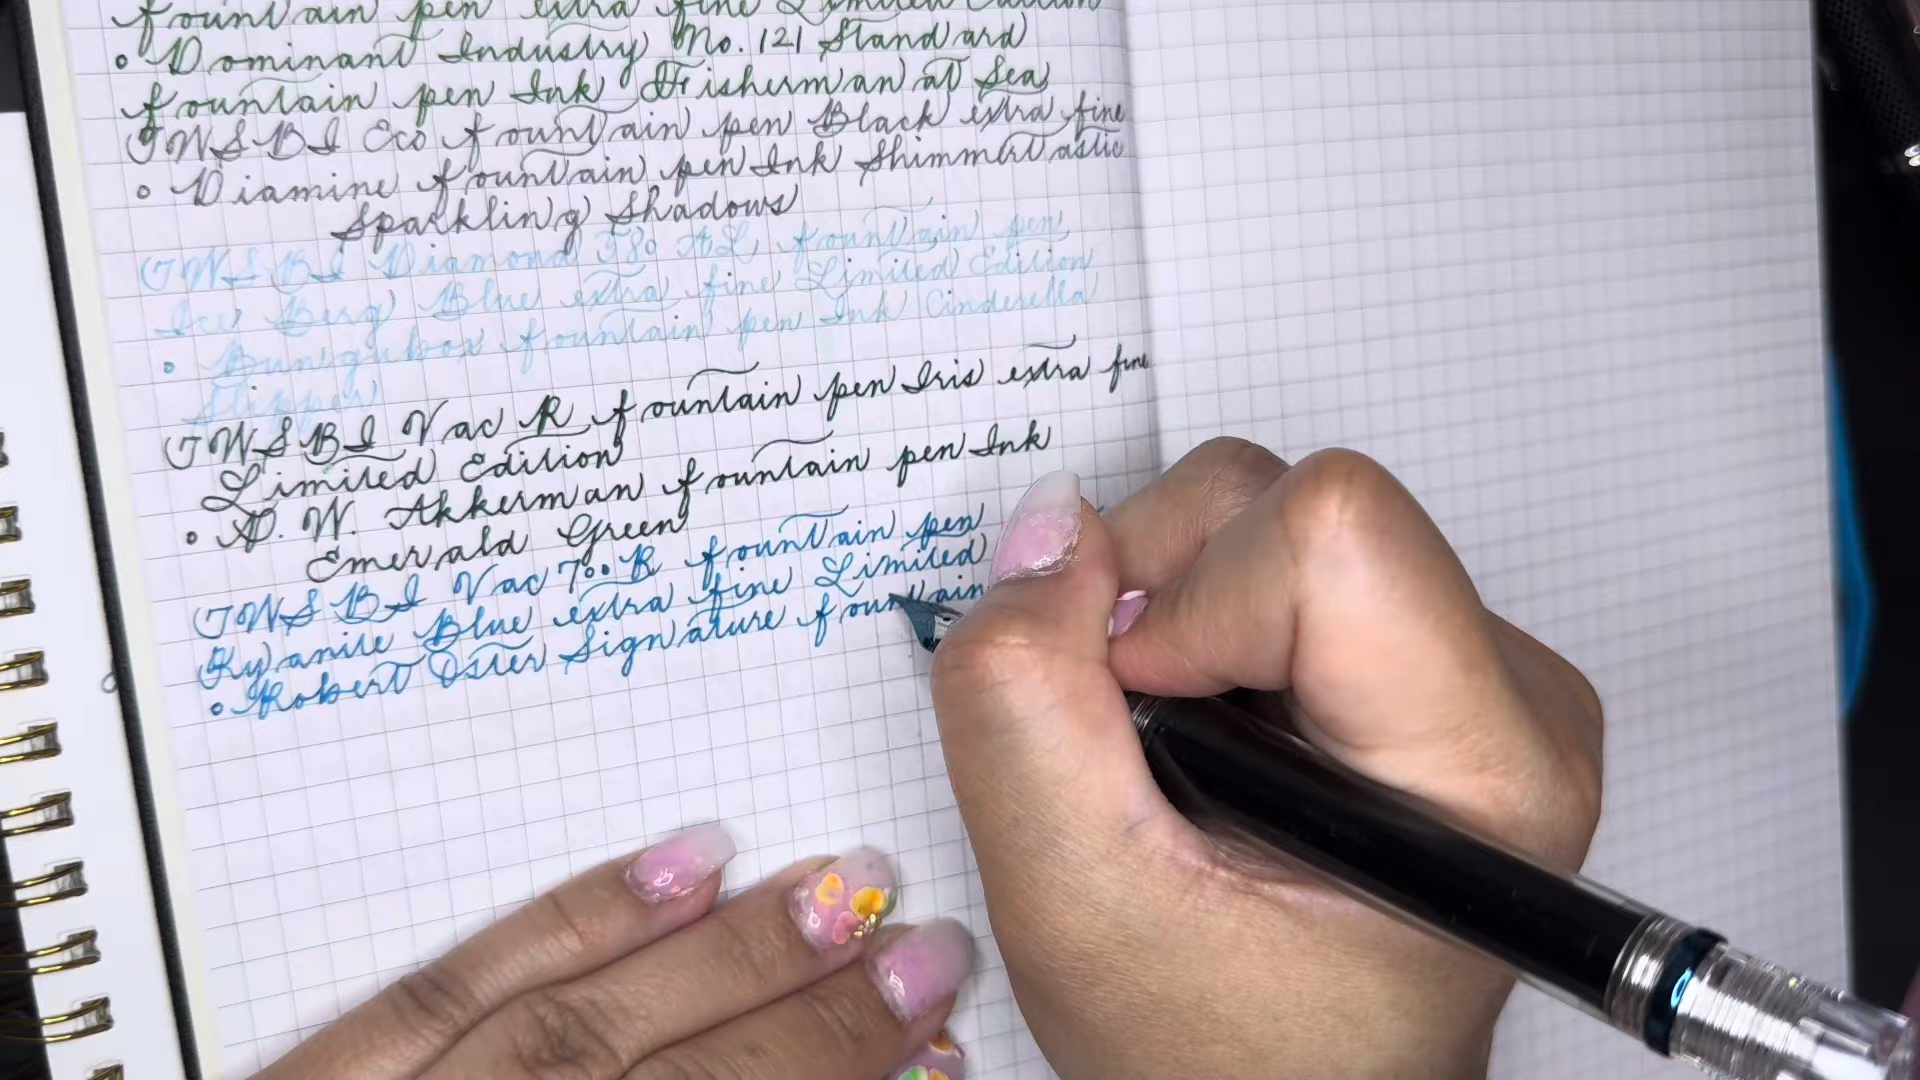 fountain pen extra fine Limited Edition
• Dominant Industry No. 121 Standard
fountain pen Ink Fisherman at Sea
TWSBI Eco fountain pen Black extra fine
• Diamine fountain pen Ink Shimmertastic
Sparkling Shadows
TWSBI Diamond 580 AL fountain pen
Ice Berg Blue extra fine Limited Edition
• Bungubox fountain pen Ink Cinderella
Slipper
TWSBI Vac R fountain pen Iris extra fine
Limited Edition
• P. W. Akkerman fountain pen Ink
Emerald Green
TWSBI Vac 700 R fountain pen
Kyanite Blue extra fine Limited
• Robert Oster Signature fountain